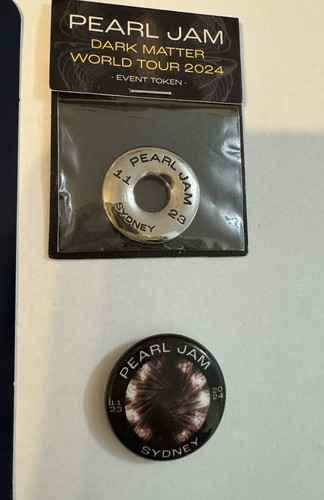 PEARL JAM
DARK MATTER
WORLD TOUR 2024
- EVENT TOKEN -
PEARL JAM
11
23
SYDNEY
PEARL JAM
11
23
20
24
SYDNEY